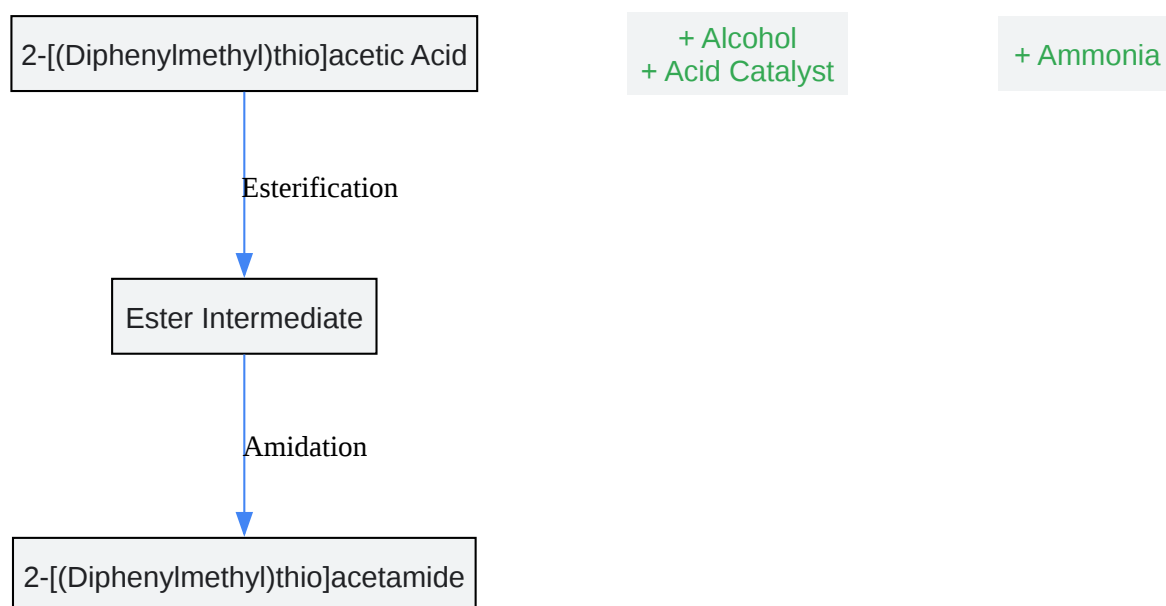 2-[(Diphenylmethyl)thio]acetic Acid
+ Alcohol
+ Acid Catalyst
+ Ammonia
Esterification
Ester Intermediate
Amidation
2-[(Diphenylmethyl)thio]acetamide